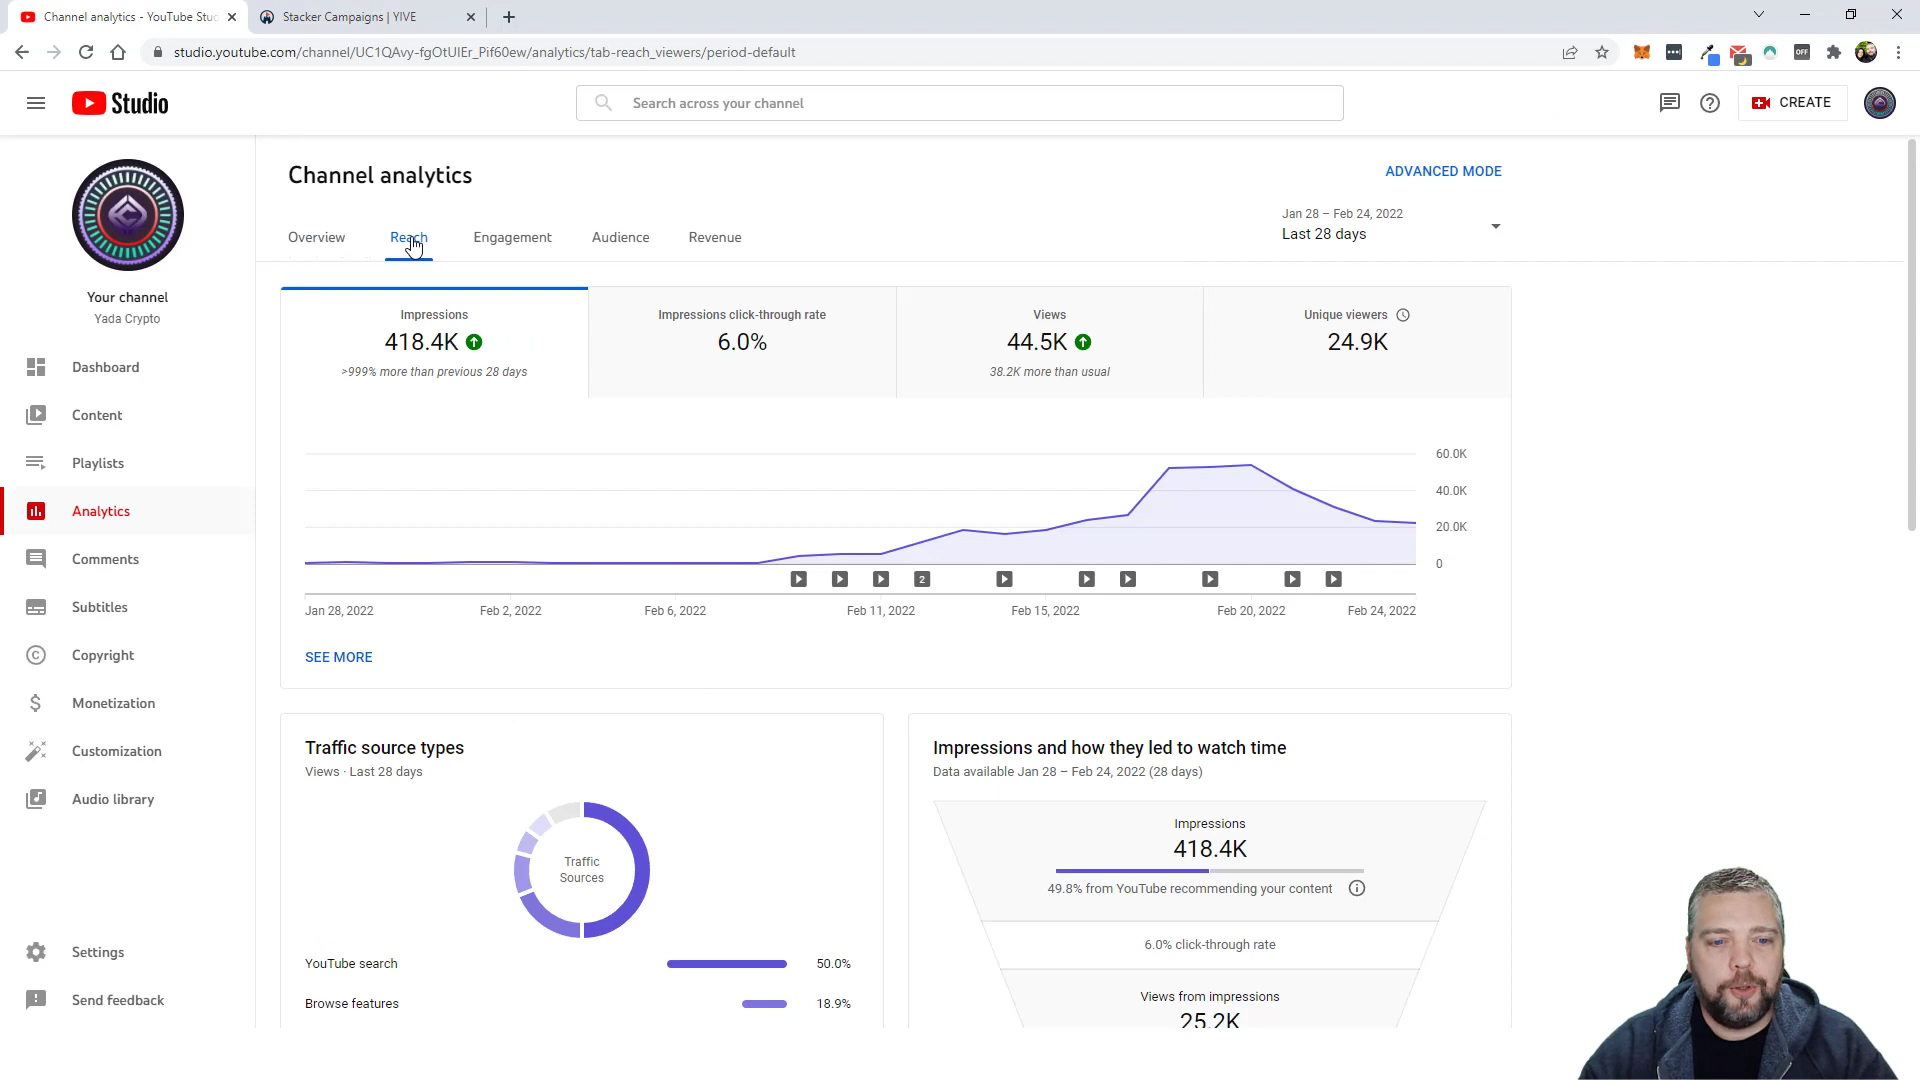 Channel analytics - YouTube Stud
Stacker Campaigns | YIVE
studio.youtube.com/channel/UC1QAvy-fgOtUIEr_Pif60ew/analytics/tab-reach_viewers/period-default
OFF
Studio
Search across your channel
CREATE
Your channel
Yada Crypto
Dashboard
Content
Playlists
Analytics
Comments
Subtitles
Copyright
Monetization
Customization
Audio library
Settings
Send feedback
Channel analytics
ADVANCED MODE
Overview
Reach
Engagement
Audience
Revenue
Jan 28 – Feb 24, 2022
Last 28 days
Impressions
418.4K
>999% more than previous 28 days
Impressions click-through rate
6.0%
Views
44.5K
38.2K more than usual
Unique viewers
24.9K
60.0K
40.0K
20.0K
0
2
Jan 28, 2022
Feb 2, 2022
Feb 6, 2022
Feb 11, 2022
Feb 15, 2022
Feb 20, 2022
Feb 24, 2022
SEE MORE
Traffic source types
Views · Last 28 days
Traffic
Sources
YouTube search
50.0%
Browse features
18.9%
Impressions and how they led to watch time
Data available Jan 28 – Feb 24, 2022 (28 days)
Impressions
418.4K
49.8% from YouTube recommending your content
6.0% click-through rate
Views from impressions
25.2K